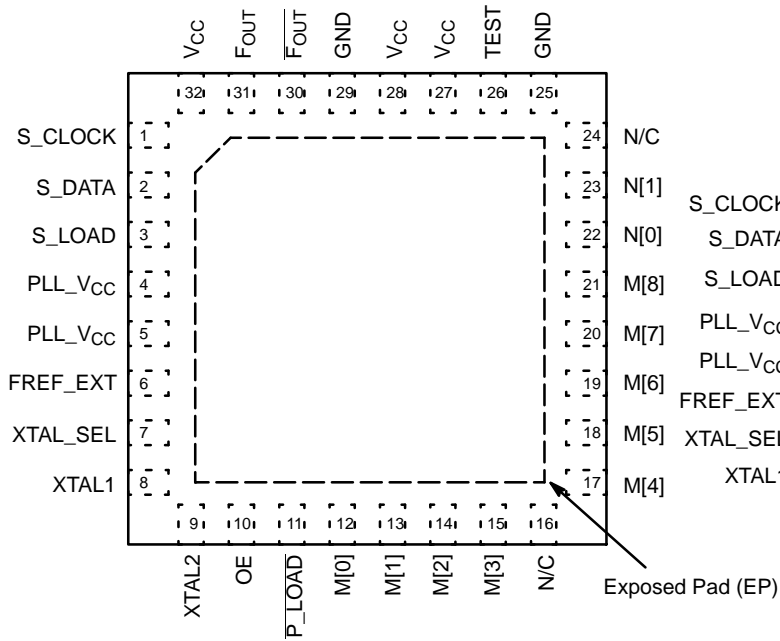 VCC FOUT FOUT GND VCC VCC TEST GND
32 31 30 29 28 27 26 25
S_CLOCK 1 24 N/C
S_DATA 2 23 N[1]
S_LOAD 3 22 N[0]
PLL_VCC 4 21 M[8]
PLL_VCC 5 20 M[7]
FREF_EXT 6 19 M[6]
XTAL_SEL 7 18 M[5]
XTAL1 8 17 M[4]
9 10 11 12 13 14 15 16
XTAL2 OE P_LOAD M[0] M[1] M[2] M[3] N/C
Exposed Pad (EP)
S_CLOCK
S_DATA
S_LOAD
PLL_VCC
PLL_VCC
FREF_EXT
XTAL_SEL
XTAL1